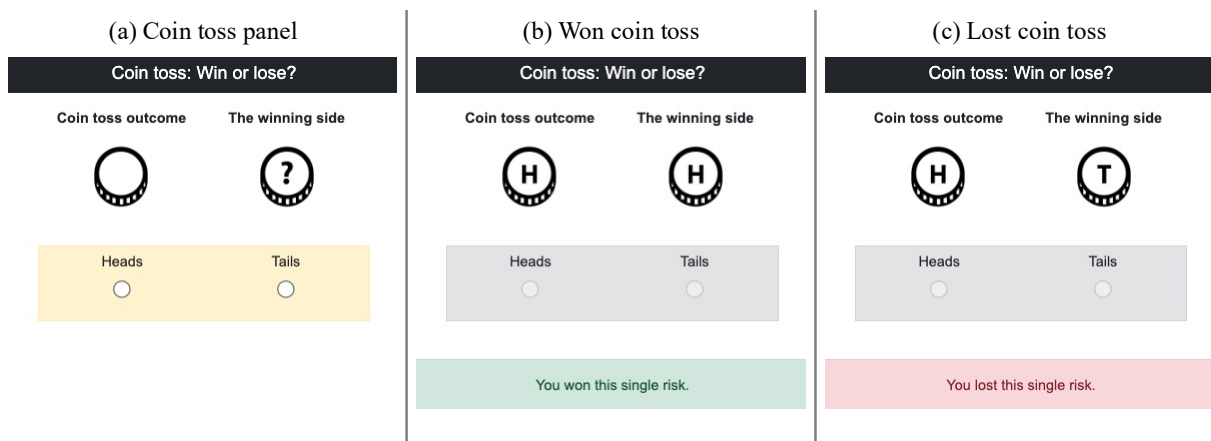 (a) Coin toss panel
Coin toss: Win or lose?
Coin toss outcome The winning side
?
Heads Tails
(b) Won coin toss
Coin toss: Win or lose?
Coin toss outcome The winning side
H H
Heads Tails
You won this single risk.
(c) Lost coin toss
Coin toss: Win or lose?
Coin toss outcome The winning side
H T
Heads Tails
You lost this single risk.